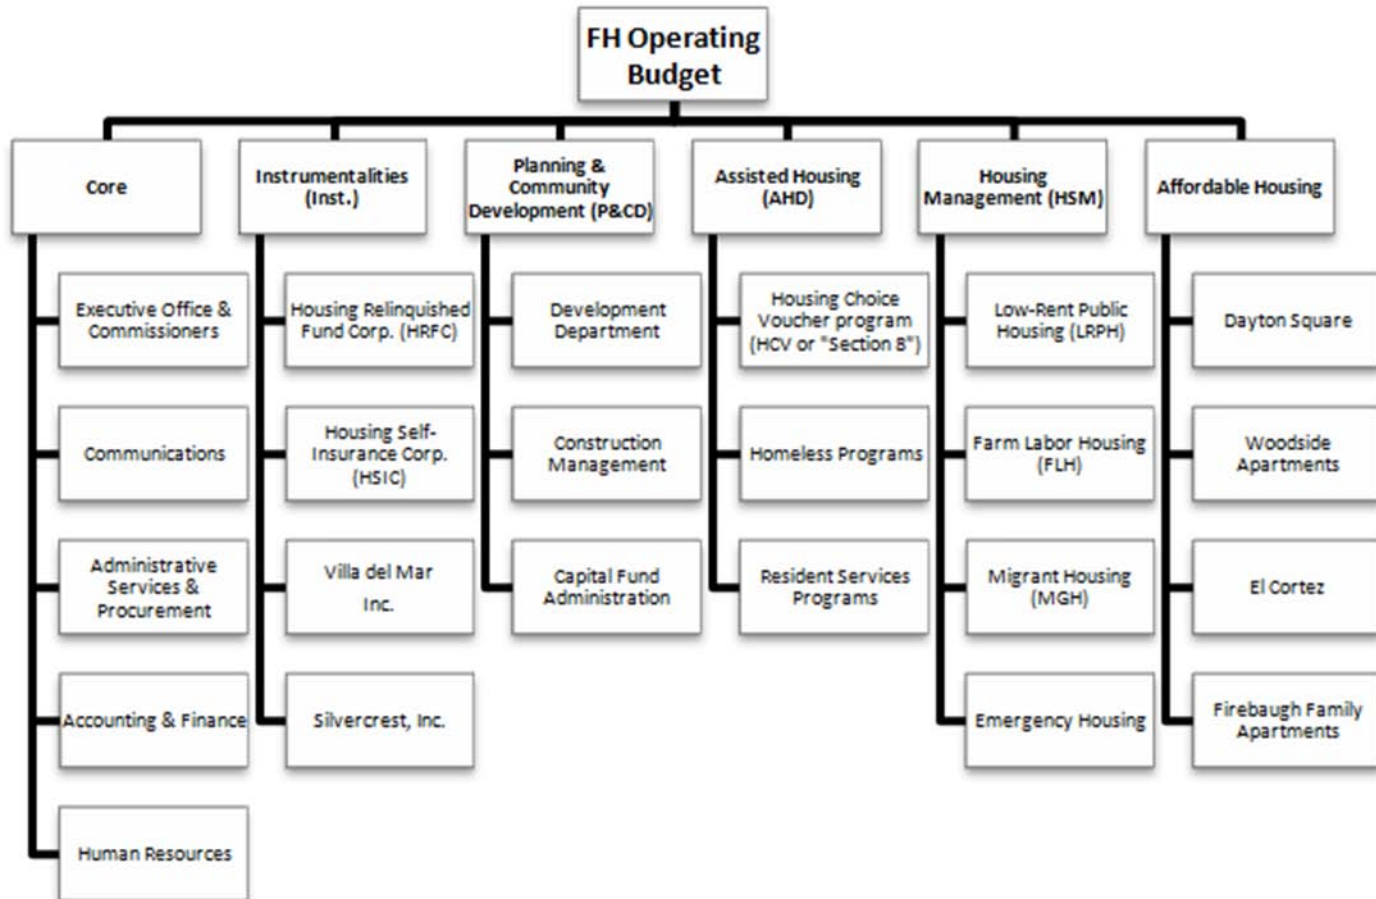 FH Operating
Budget
Core
Executive Office &
Commissioners
Communications
Administrative
Services &
Procurement
Accounting & Finance
Human Resources
Instrumentalities
(Inst.)
Housing Relinquished
Fund Corp. (HRFC)
Housing Self-
Insurance Corp.
(HSIC)
Villa del Mar
Inc.
Silvercrest, Inc.
Planning &
Community
Development (P&CD)
Development
Department
Construction
Management
Capital Fund
Administration
Assisted Housing
(AHD)
Housing Choice
Voucher program
(HCV or "Section 8")
Homeless Programs
Resident Services
Programs
Housing
Management (HSM)
Low-Rent Public
Housing (LRPH)
Farm Labor Housing
(FLH)
Migrant Housing
(MGH)
Emergency Housing
Affordable Housing
Dayton Square
Woodside
Apartments
El Cortez
Firebaugh Family
Apartments